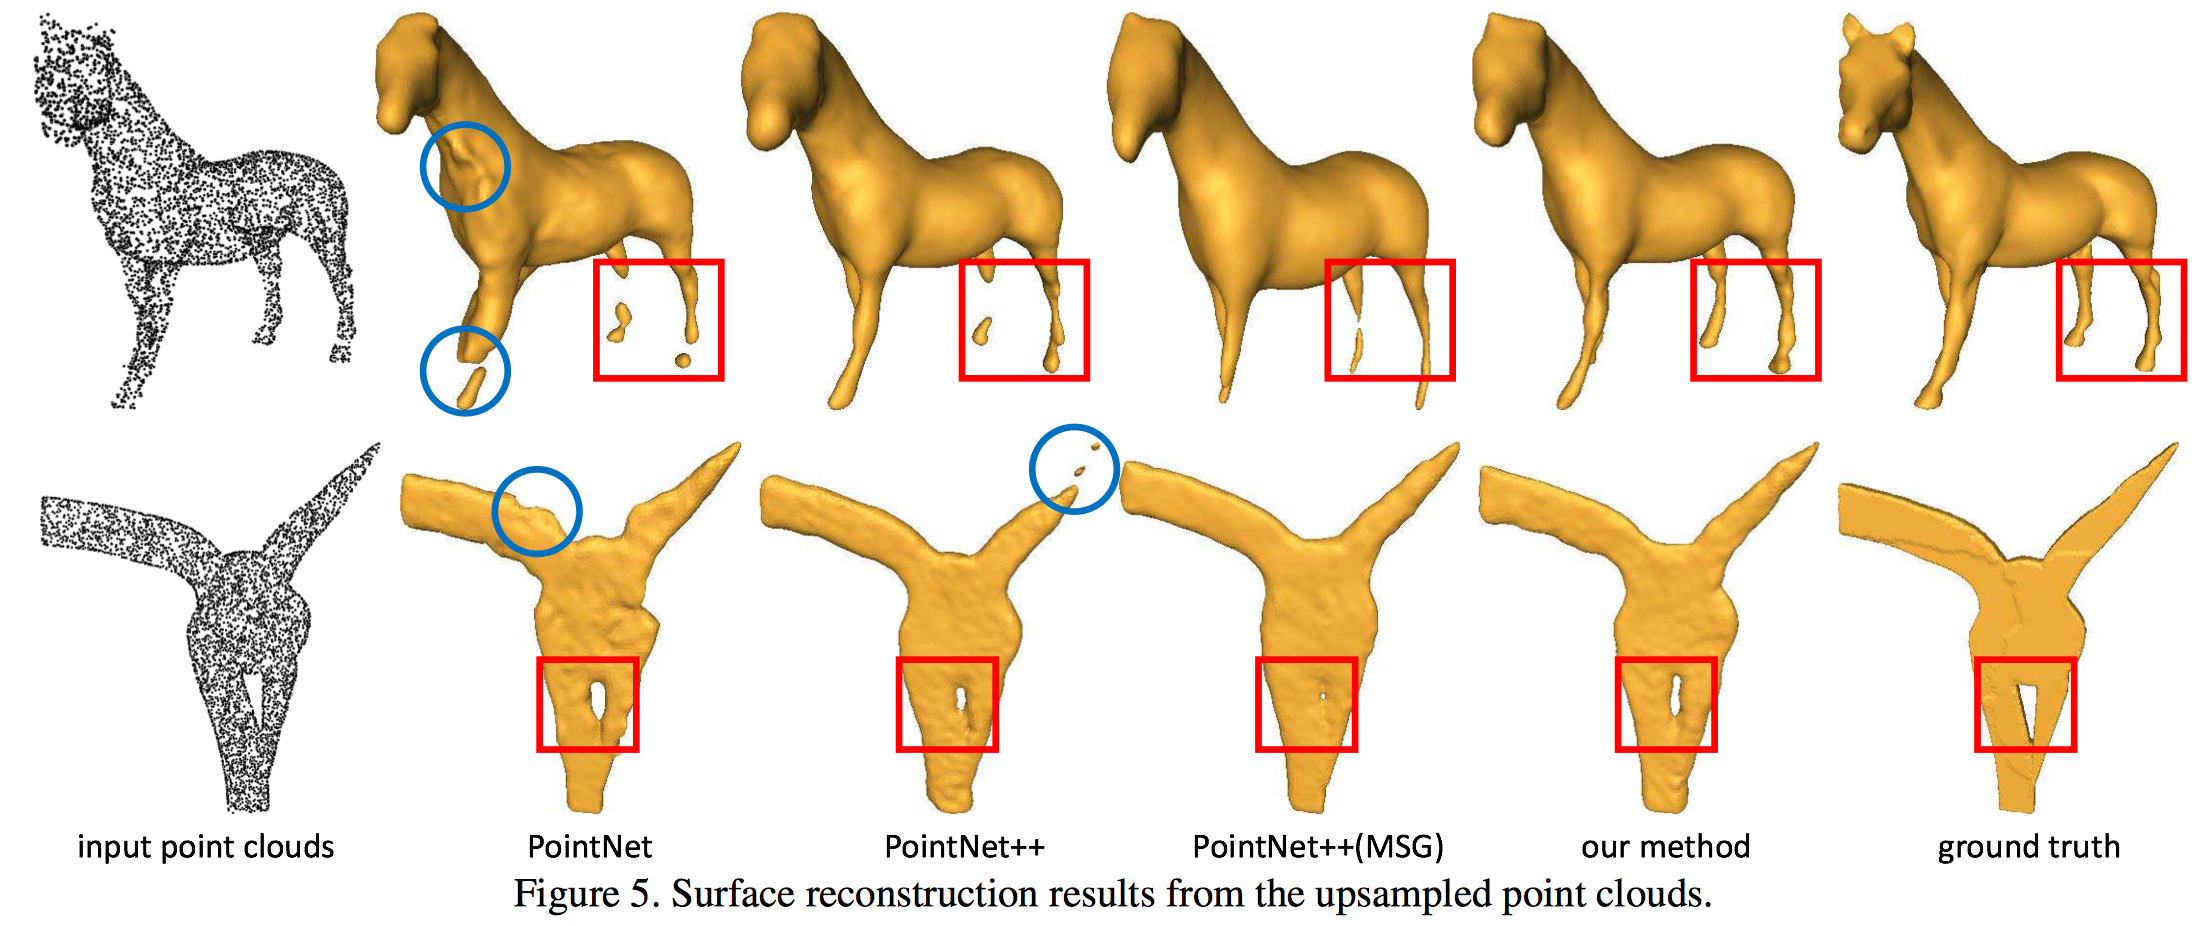 input point clouds PointNet PointNet++ PointNet++(MSG) our method ground truth
Figure 5. Surface reconstruction results from the upsampled point clouds.